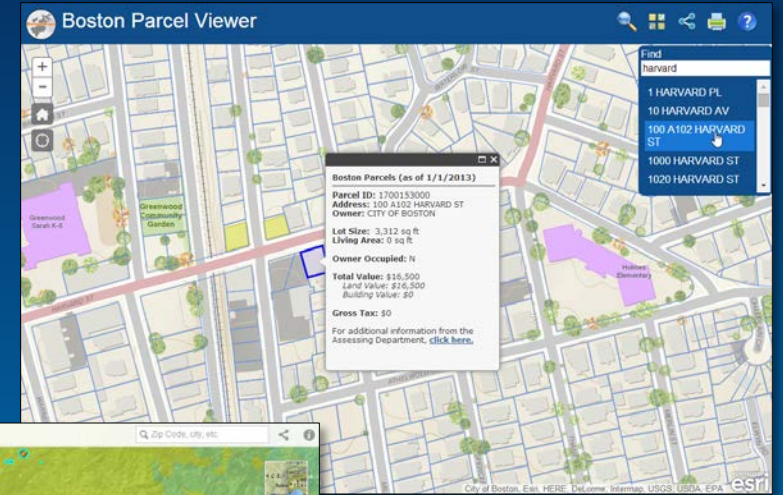 Boston Parcel Viewer
Find
harvard
1 HARVARD PL
10 HARVARD AV
100 A102 HARVARD
ST
1000 HARVARD ST
1020 HARVARD ST
Boston Parcels (as of 1/1/2013)
Parcel ID: 1700153000
Address: 100 A102 HARVARD ST
Owner: CITY OF BOSTON
Lot Size: 3,312 sq ft
Living Area: 0 sq ft
Owner Occupied: N
Total Value: $16,500
Land Value: $16,500
Building Value: $0
Gross Tax: $0
For additional information from the
Assessing Department, click here.
Greenwood
Sarah K-8
Greenwood
Community
Garden
HARVARD ST
Holmes
Elementary
Zip Code, city, etc
City of Boston, Esri, HERE, DeLorme, Intermap, USGS, USDA, EPA
esri